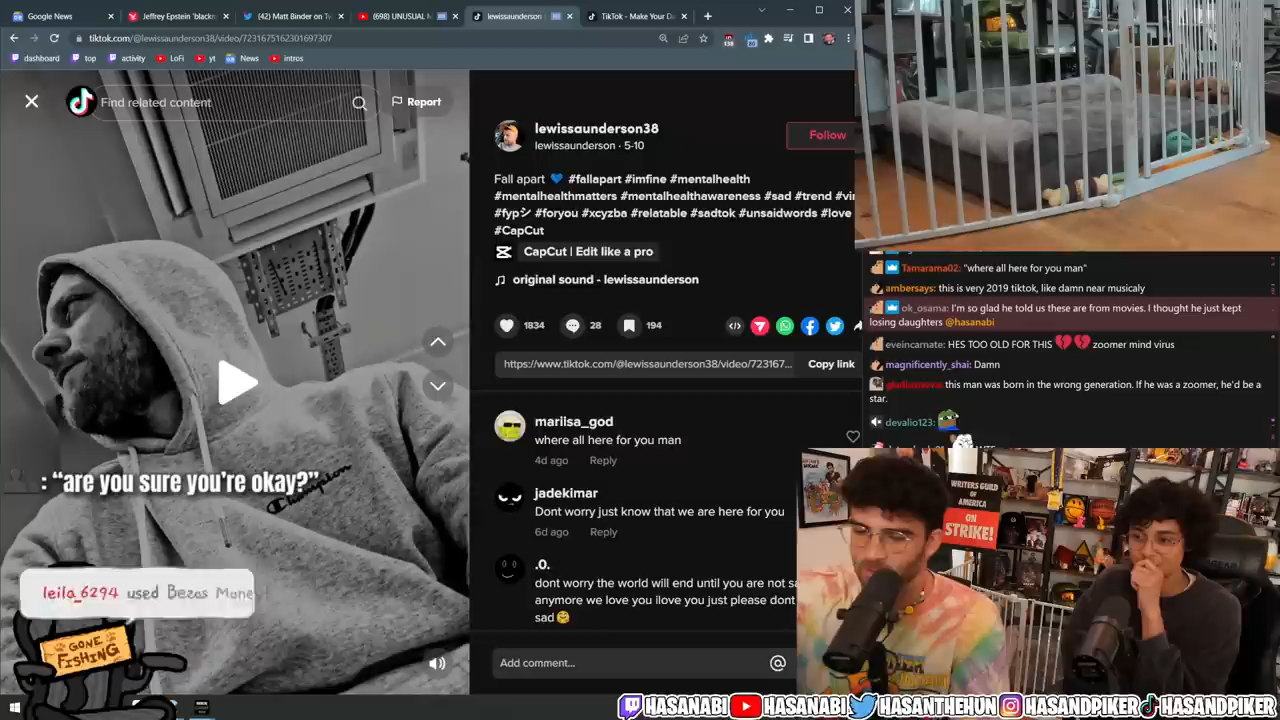 Google News
Jeffrey Epstein 'blackm
(42) Matt Binder on Tw
(698) UNUSUAL M
lewissaunderson
TikTok - Make Your Da
tiktok.com/@lewissaunderson38/video/7231675162301697307
dashboard
top
activity
LoFi
yt
News
intros
Find related content
Report
lewissaunderson38
lewissaunderson · 5-10
Follow
Fall apart 💙 #fallapart #imfine #mentalhealth
#mentalhealthmatters #mentalhealthawareness #sad #trend #vir
#fypシ #foryou #xcyzba #relatable #sadtok #unsaidwords #love
#CapCut
CapCut | Edit like a pro
original sound - lewissaunderson
1834
28
194
https://www.tiktok.com/@lewissaunderson38/video/723167...
Copy link
mariisa_god
where all here for you man
4d ago
Reply
jadekimar
Dont worry just know that we are here for you
6d ago
Reply
.0.
dont worry the world will end until you are not sa
anymore we love you ilove you just please dont
sad🤗
Add comment...
: “are you sure you’re okay?”
Champion
leila_6294 used Bezos Mone
GONE
FISHING
Tamarama02: "where all here for you man"
ambersays: this is very 2019 tiktok, like damn near musicaly
ok_osama: I'm so glad he told us these are from movies. I thought he just kept
losing daughters @hasanabi
eveincarnate: HES TOO OLD FOR THIS 💔 💔 zoomer mind virus
magnificently_shai: Damn
this man was born in the wrong generation. If he was a zoomer, he'd be a
star.
devalio123:
WRITERS GUILD
OF
AMERICA
ON
STRIKE!
HASANABI
HASANABI
HASANTHEHUN
HASANDPIKER
HASANDPIKER